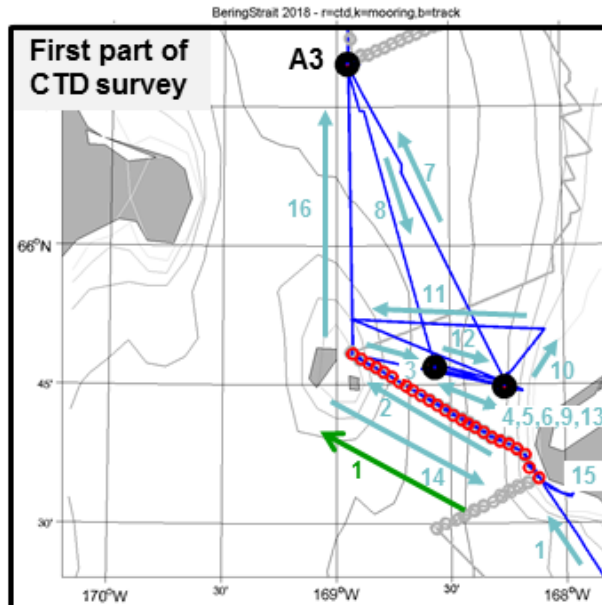 BeringStrait 2018 - r=ctd,k=mooring,b=track
First part of
CTD survey
A3
7
8
16
66°N
11
12
3
10
45'
2
4,5,6,9,13
14
1
15
30'
1
170°W
30'
169°W
30'
168°W